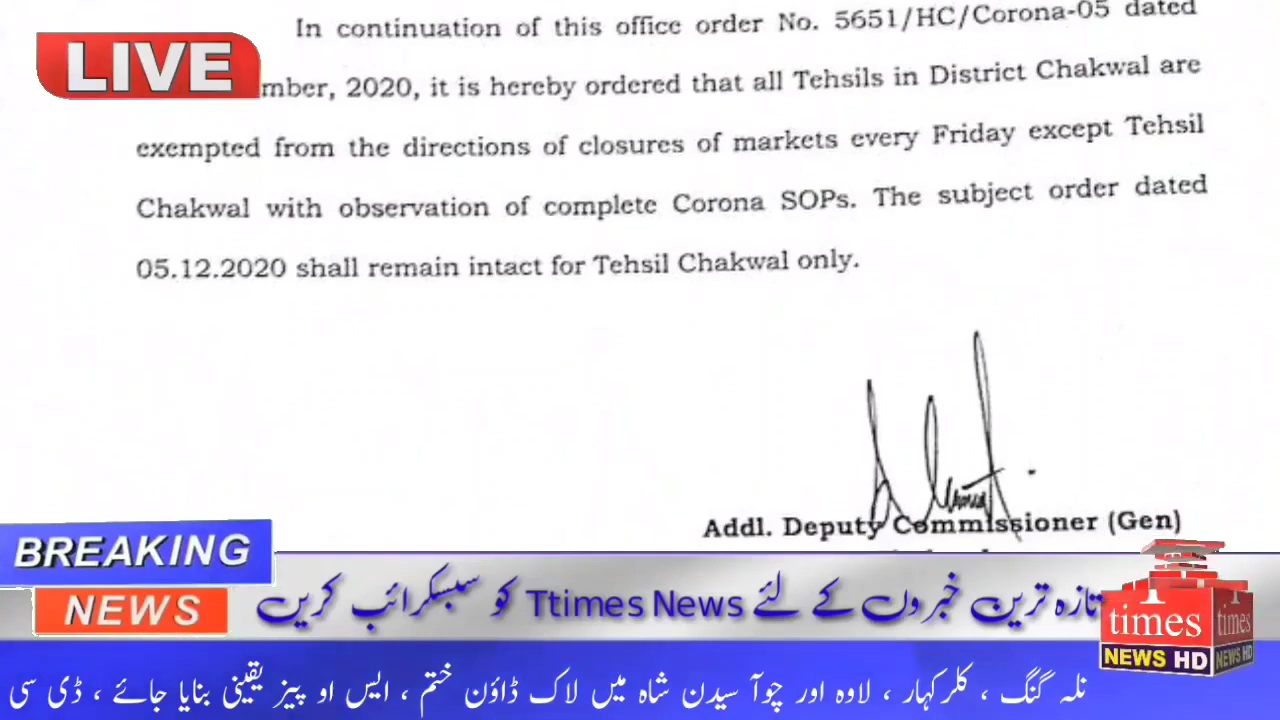 In continuation of this office order No. 5651/HC/Corona-05 dated
LIVE
mber, 2020, it is hereby ordered that all Tehsils in District Chakwal are
exempted from the directions of closures of markets every Friday except Tehsil
Chakwal with observation of complete Corona SOPs. The subject order dated
05.12.2020 shall remain intact for Tehsil Chakwal only.
Addl. Deputy Commissioner (Gen)
BREAKING
NEWS
تازہ ترین خبروں کے لئے Ttimes News کو سبسکرائب کریں
T times
NEWS HD
times
NEWS HD
تلہ گنگ ، کلرکہار ، لاوہ اور چوآ سیدن شاہ میں لاک ڈاؤن ختم ، ایس او پیز یقینی بنایا جائے ، ڈی سی